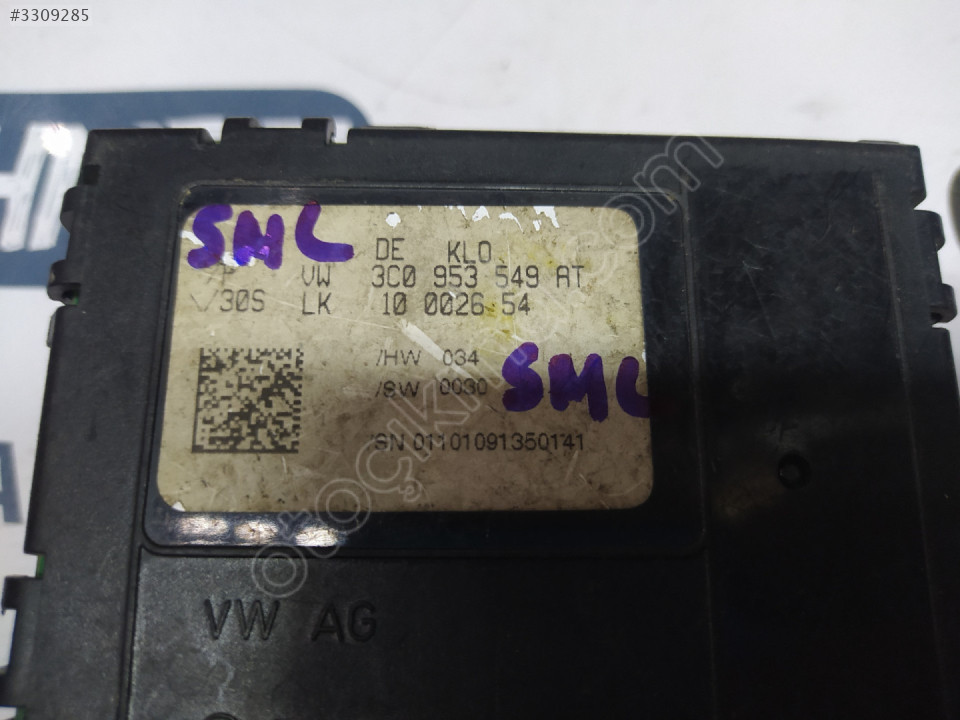 #3309285
SML
DE KLO
VW 3C0 953 549 AT
/30S LK 10 0026 54
/HW 034
/SW 0030
SML
/SN 01101091350141
VW AG